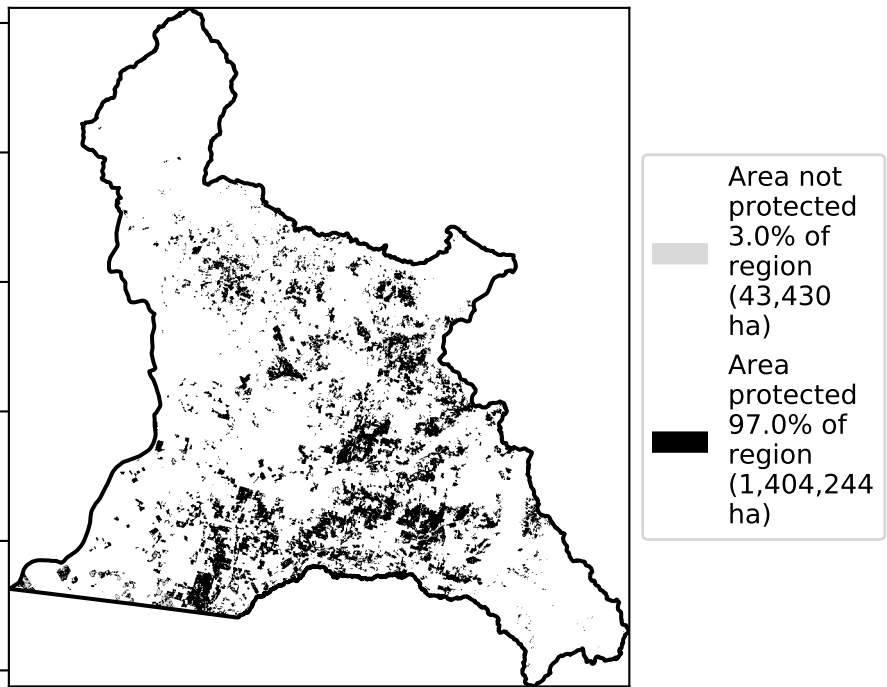 Area not
protected
3.0% of
region
(43,430
ha)
Area
protected
97.0% of
region
(1,404,244
ha)